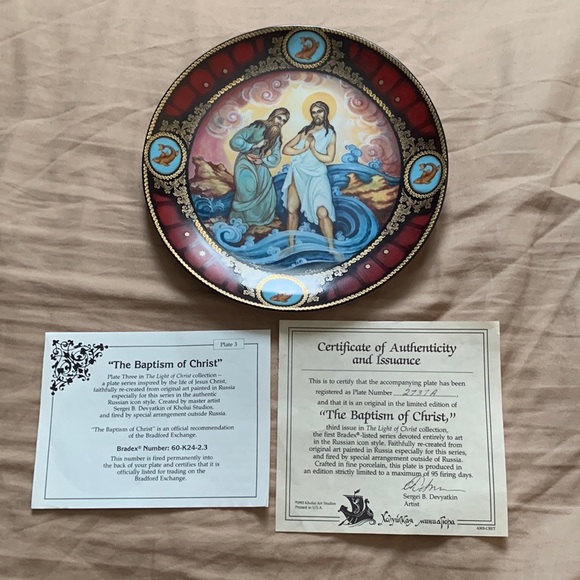 Plate 3
"The Baptism of Christ"
Plate Three in The Light of Christ collection –
a plate series inspired by the life of Jesus Christ,
faithfully re-created from original art painted in Russia
especially for this series in the authentic
Russian icon style. Created by master artist
Sergei B. Devyatkin of Kholui Studios,
and fired by special arrangement outside Russia.
"The Baptism of Christ" is an official recommendation
of the Bradford Exchange.
Bradex® Number: 60-K24-2.3
This number is fired permanently into
the back of your plate and certifies that it is
officially listed for trading on the
Bradford Exchange.
Certificate of Authenticity
and Issuance
This is to certify that the accompanying plate has been
registered as Plate Number
and that it is an original in the limited edition of
"The Baptism of Christ,"
third issue in The Light of Christ collection,
the first Bradex®-listed series devoted entirely to art
in the Russian icon style. Faithfully re-created from
original art painted in Russia especially for this series,
and fired by special arrangement outside of Russia.
Crafted in fine porcelain, this plate is produced in
an edition strictly limited to a maximum of 95 firing days.
Sergei B. Devyatkin
Artist
Kholui Art Studios
Printed in U.S.A.
Холуйская миниатюра